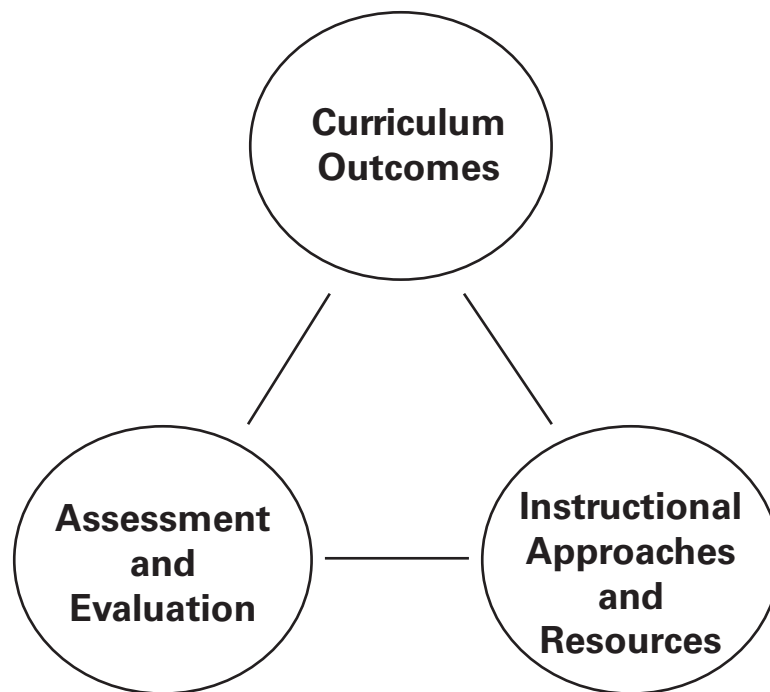 Curriculum
Outcomes
Assessment
and
Evaluation
Instructional
Approaches
and
Resources